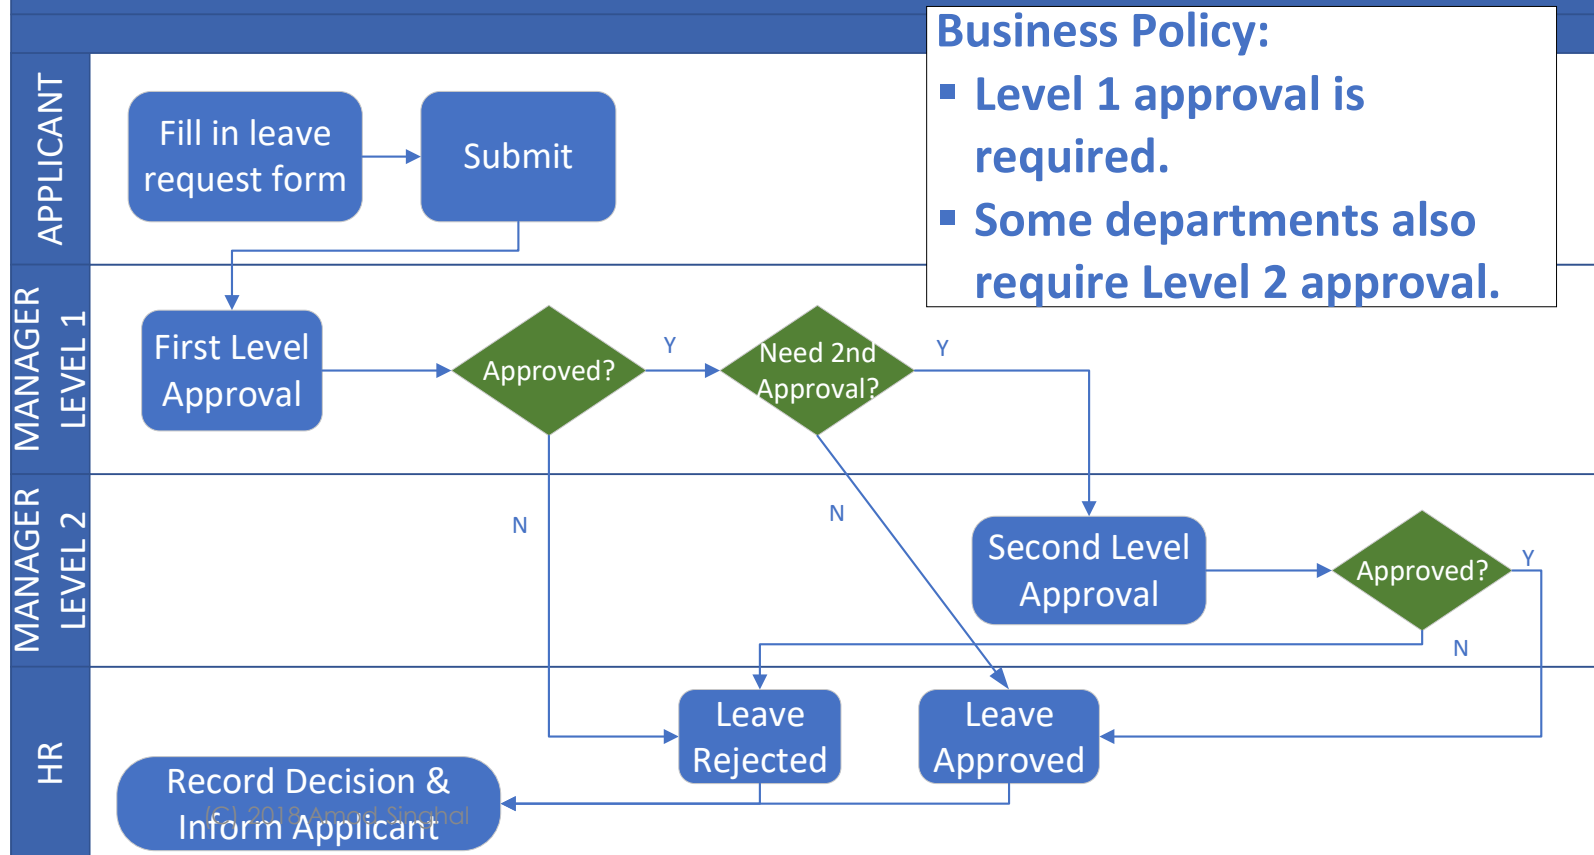 Business Policy:
▪ Level 1 approval is
required.
▪ Some departments also
require Level 2 approval.
APPLICANT
Fill in leave
request form
Submit
MANAGER
LEVEL 1
First Level
Approval
Approved?
Y
Need 2nd
Approval?
Y
N
N
MANAGER
LEVEL 2
Second Level
Approval
Approved?
Y
N
HR
Leave
Rejected
Leave
Approved
Record Decision &
Inform Applicant
(C) 2018 Amod Singhal